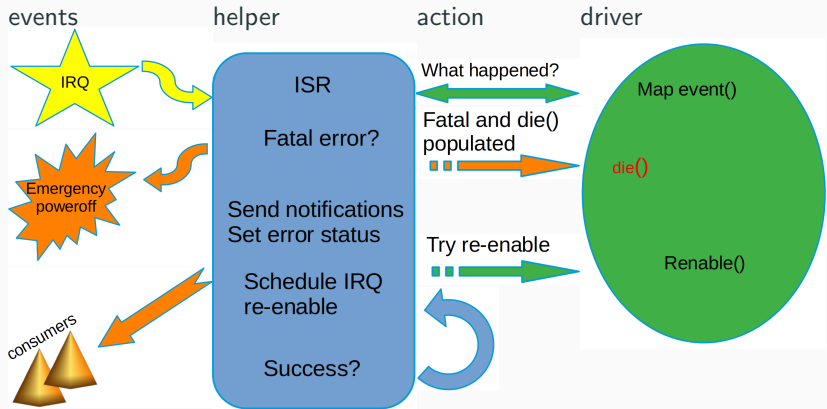 events
helper
action
driver
IRQ
ISR
What happened?
Map event()
Fatal error?
Fatal and die()
populated
die()
Emergency
poweroff
Send notifications
Set error status
Try re-enable
Renable()
Schedule IRQ
re-enable
consumers
Success?